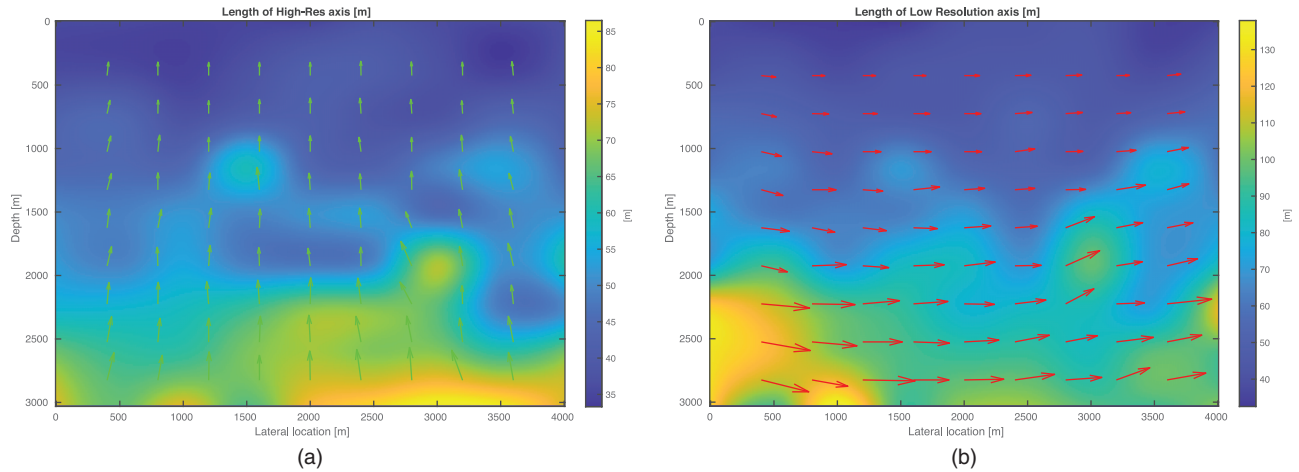 Length of High-Res axis [m]
0
500
1000
1500
2000
2500
3000
Depth [m]
0 500 1000 1500 2000 2500 3000 3500 4000
Lateral location [m]
85
80
75
70
65
60
55
50
45
40
35
[m]
(a)
Length of Low Resolution axis [m]
0
500
1000
1500
2000
2500
3000
Depth [m]
0 500 1000 1500 2000 2500 3000 3500 4000
Lateral location [m]
130
120
110
100
90
80
70
60
50
40
[m]
(b)